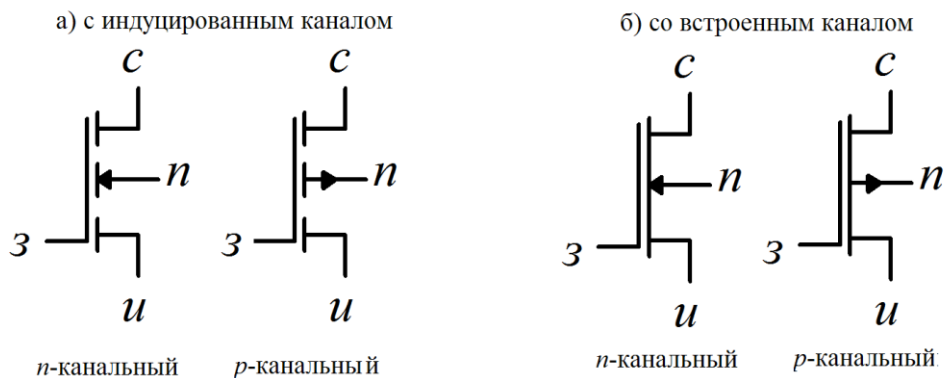 а) с индуцированным каналом
б) со встроенным каналом
с
с
с
с
п
п
п
п
з
з
з
з
и
и
и
и
n-канальный
p-канальный
n-канальный
p-канальный